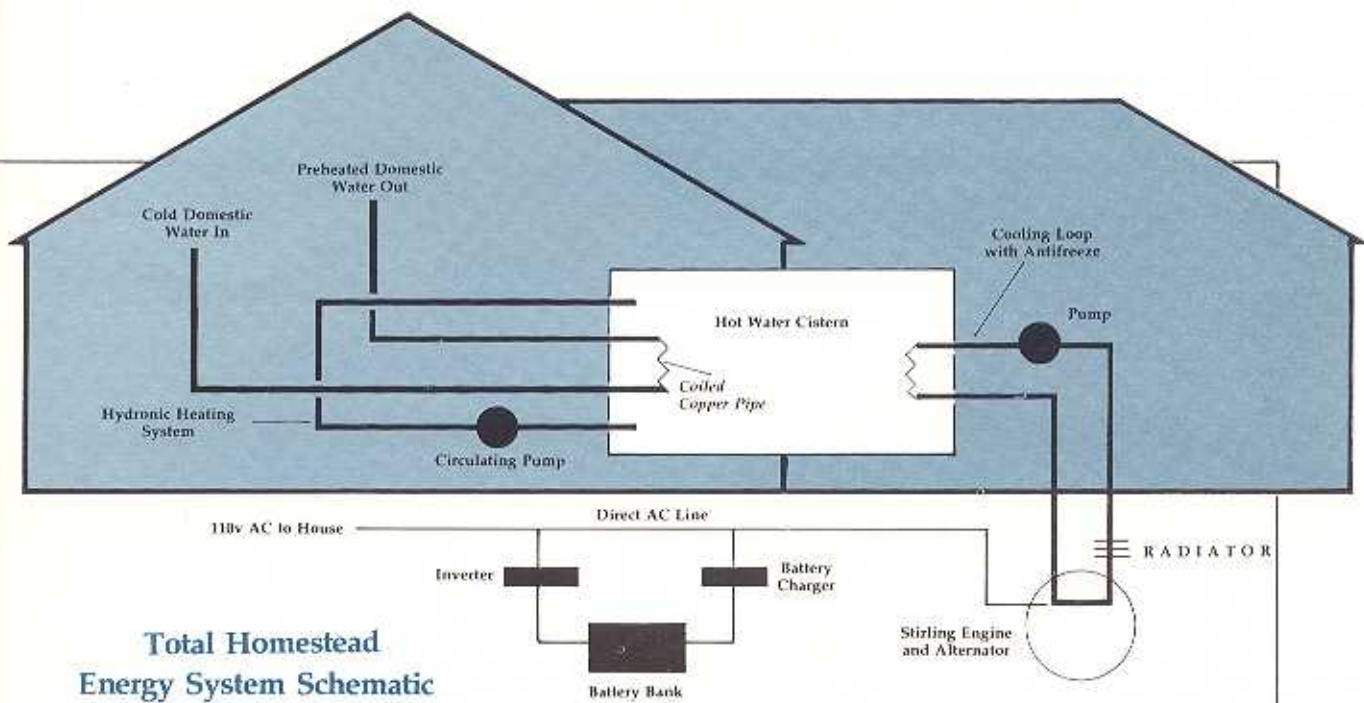 Preheated Domestic
Water Out
Cold Domestic
Water In
Cooling Loop
with Antifreeze
Pump
Hot Water Cistern
Coiled
Copper Pipe
Hydronic Heating
System
Circulating Pump
110v AC to House
Direct AC Line
RADIATOR
Inverter
Battery
Charger
Stirling Engine
and Alternator
Total Homestead
Energy System Schematic
Battery Bank